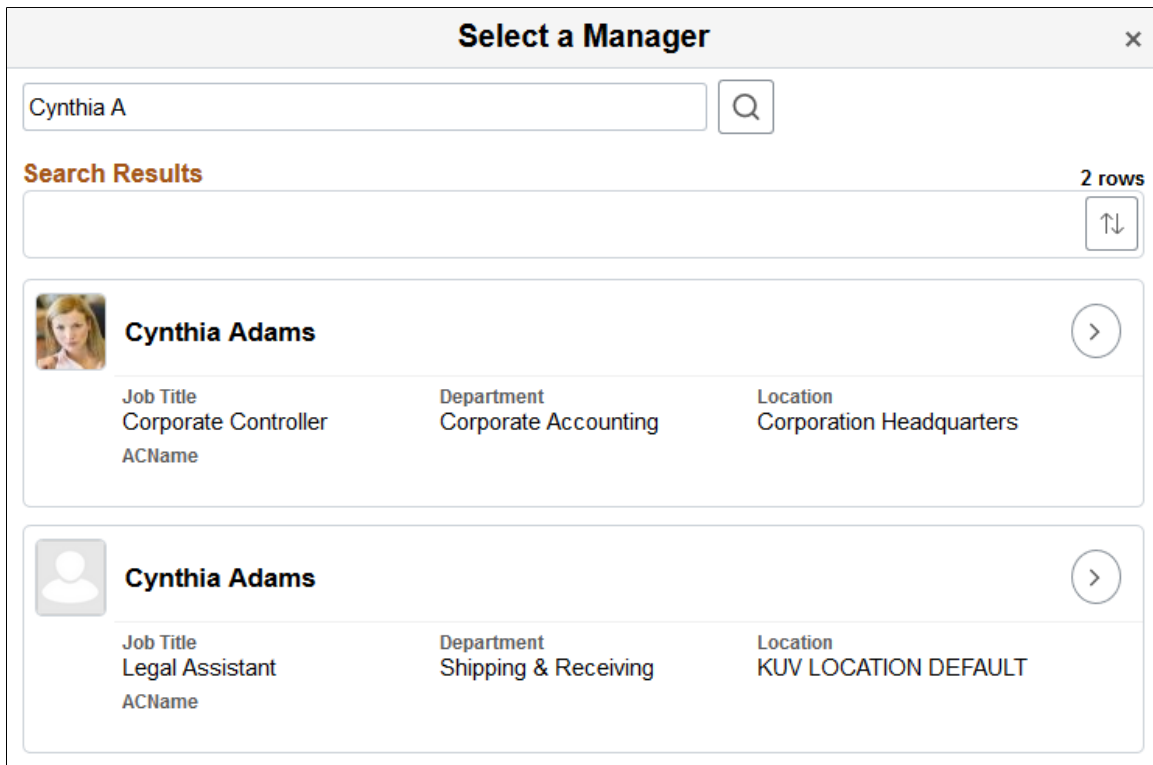 Select a Manager ×
Cynthia A
Search Results
2 rows
Cynthia Adams
Job Title Department Location
Corporate Controller Corporate Accounting Corporation Headquarters
ACName
Cynthia Adams
Job Title Department Location
Legal Assistant Shipping & Receiving KUV LOCATION DEFAULT
ACName